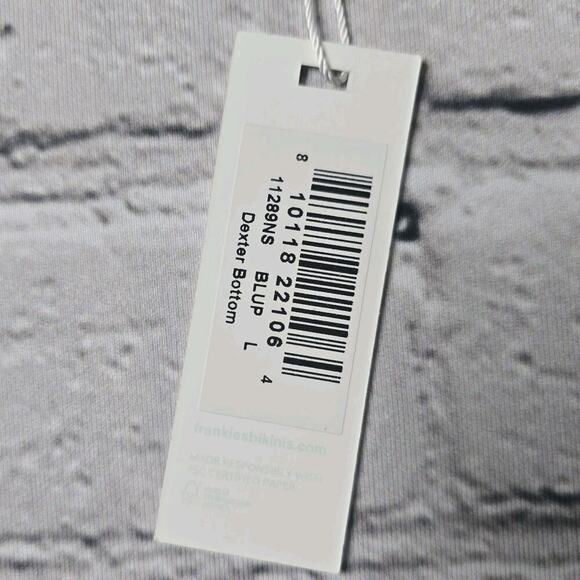 8 10118 22106 4
11289NS BLUP L
Dexter Bottom
frankiesbikinis.com
MADE RESPONSIBLY WITH
FSC CERTIFIED PAPER.